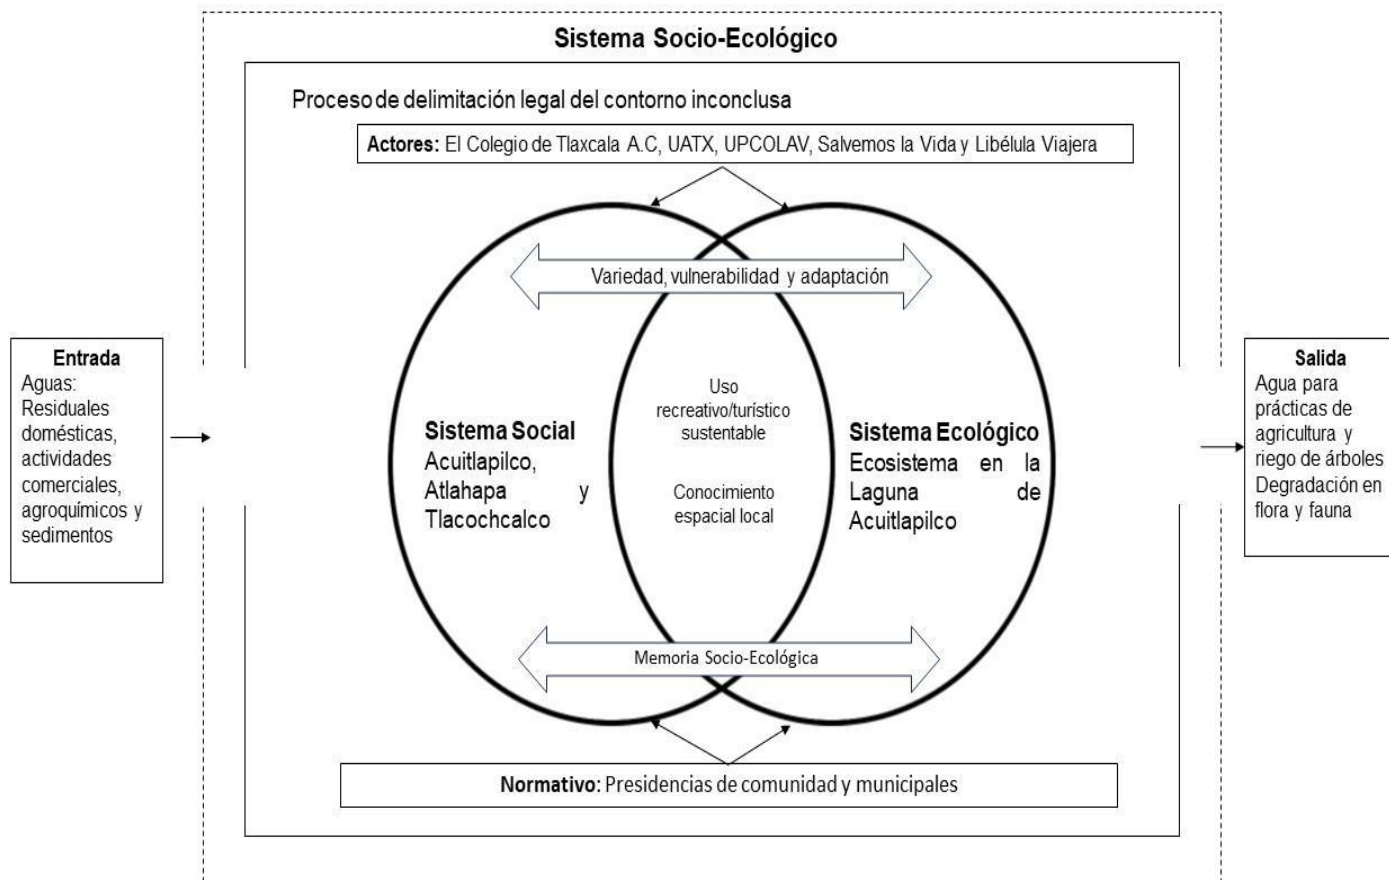 Sistema Socio-Ecológico
Proceso de delimitación legal del contorno inconclusa
Actores: El Colegio de Tlaxcala A.C, UATX, UPCOLAV, Salvemos la Vida y Libélula Viajera
Variedad, vulnerabilidad y adaptación
Entrada
Aguas:
Residuales
domésticas,
actividades
comerciales,
agroquímicos y
sedimentos
Sistema Social
Acuitlapilco,
Atlahapa y
Tlacochcalco
Uso
recreativo/turístico
sustentable
Conocimiento
espacial local
Sistema Ecológico
Ecosistema en la
Laguna de
Acuitlapilco
Salida
Agua para
prácticas de
agricultura y
riego de árboles
Degradación en
flora y fauna
Memoria Socio-Ecológica
Normativo: Presidencias de comunidad y municipales